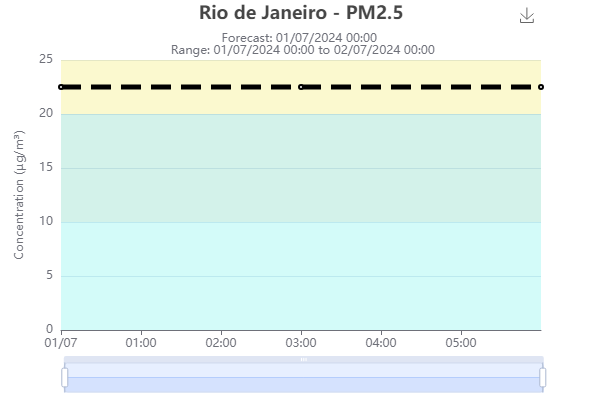 Rio de Janeiro - PM2.5
Forecast: 01/07/2024 00:00
Range: 01/07/2024 00:00 to 02/07/2024 00:00
Concentration (µg/m³)
25
20
15
10
5
0
01/07 01:00 02:00 03:00 04:00 05:00